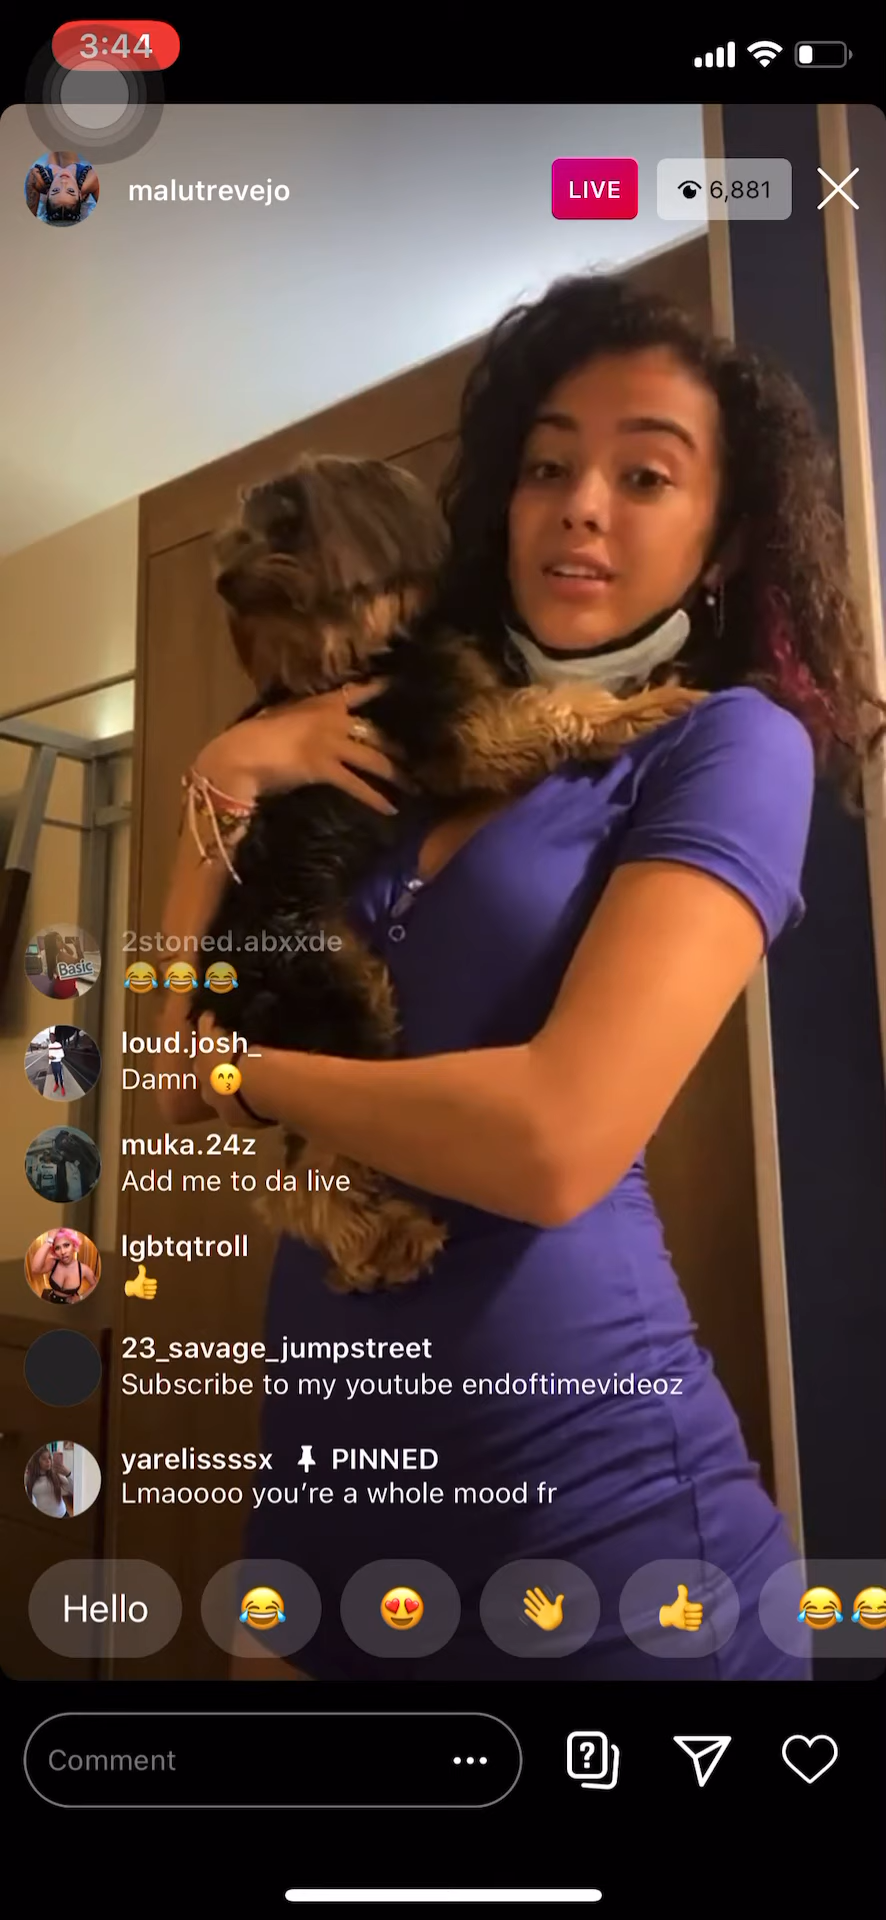 3:44
malutrevejo
LIVE
6,881
2stoned.abxxde
😂😂😂
Basic
loud.josh_
Damn 😙
muka.24z
Add me to da live
lgbtqtroll
👍
23_savage_jumpstreet
Subscribe to my youtube endoftimevideoz
yarelissssx 📌 PINNED
Lmaoooo you’re a whole mood fr
Hello 😂 😍 👋 👍 😂😂
Comment
?